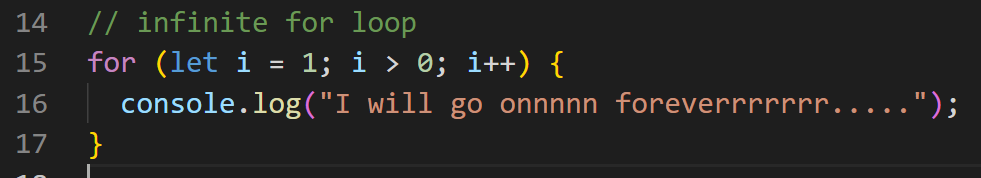 14 // infinite for loop
15 for (let i = 1; i > 0; i++) {
16 console.log("I will go onnnnn foreverrrrrrr.....");
17 }